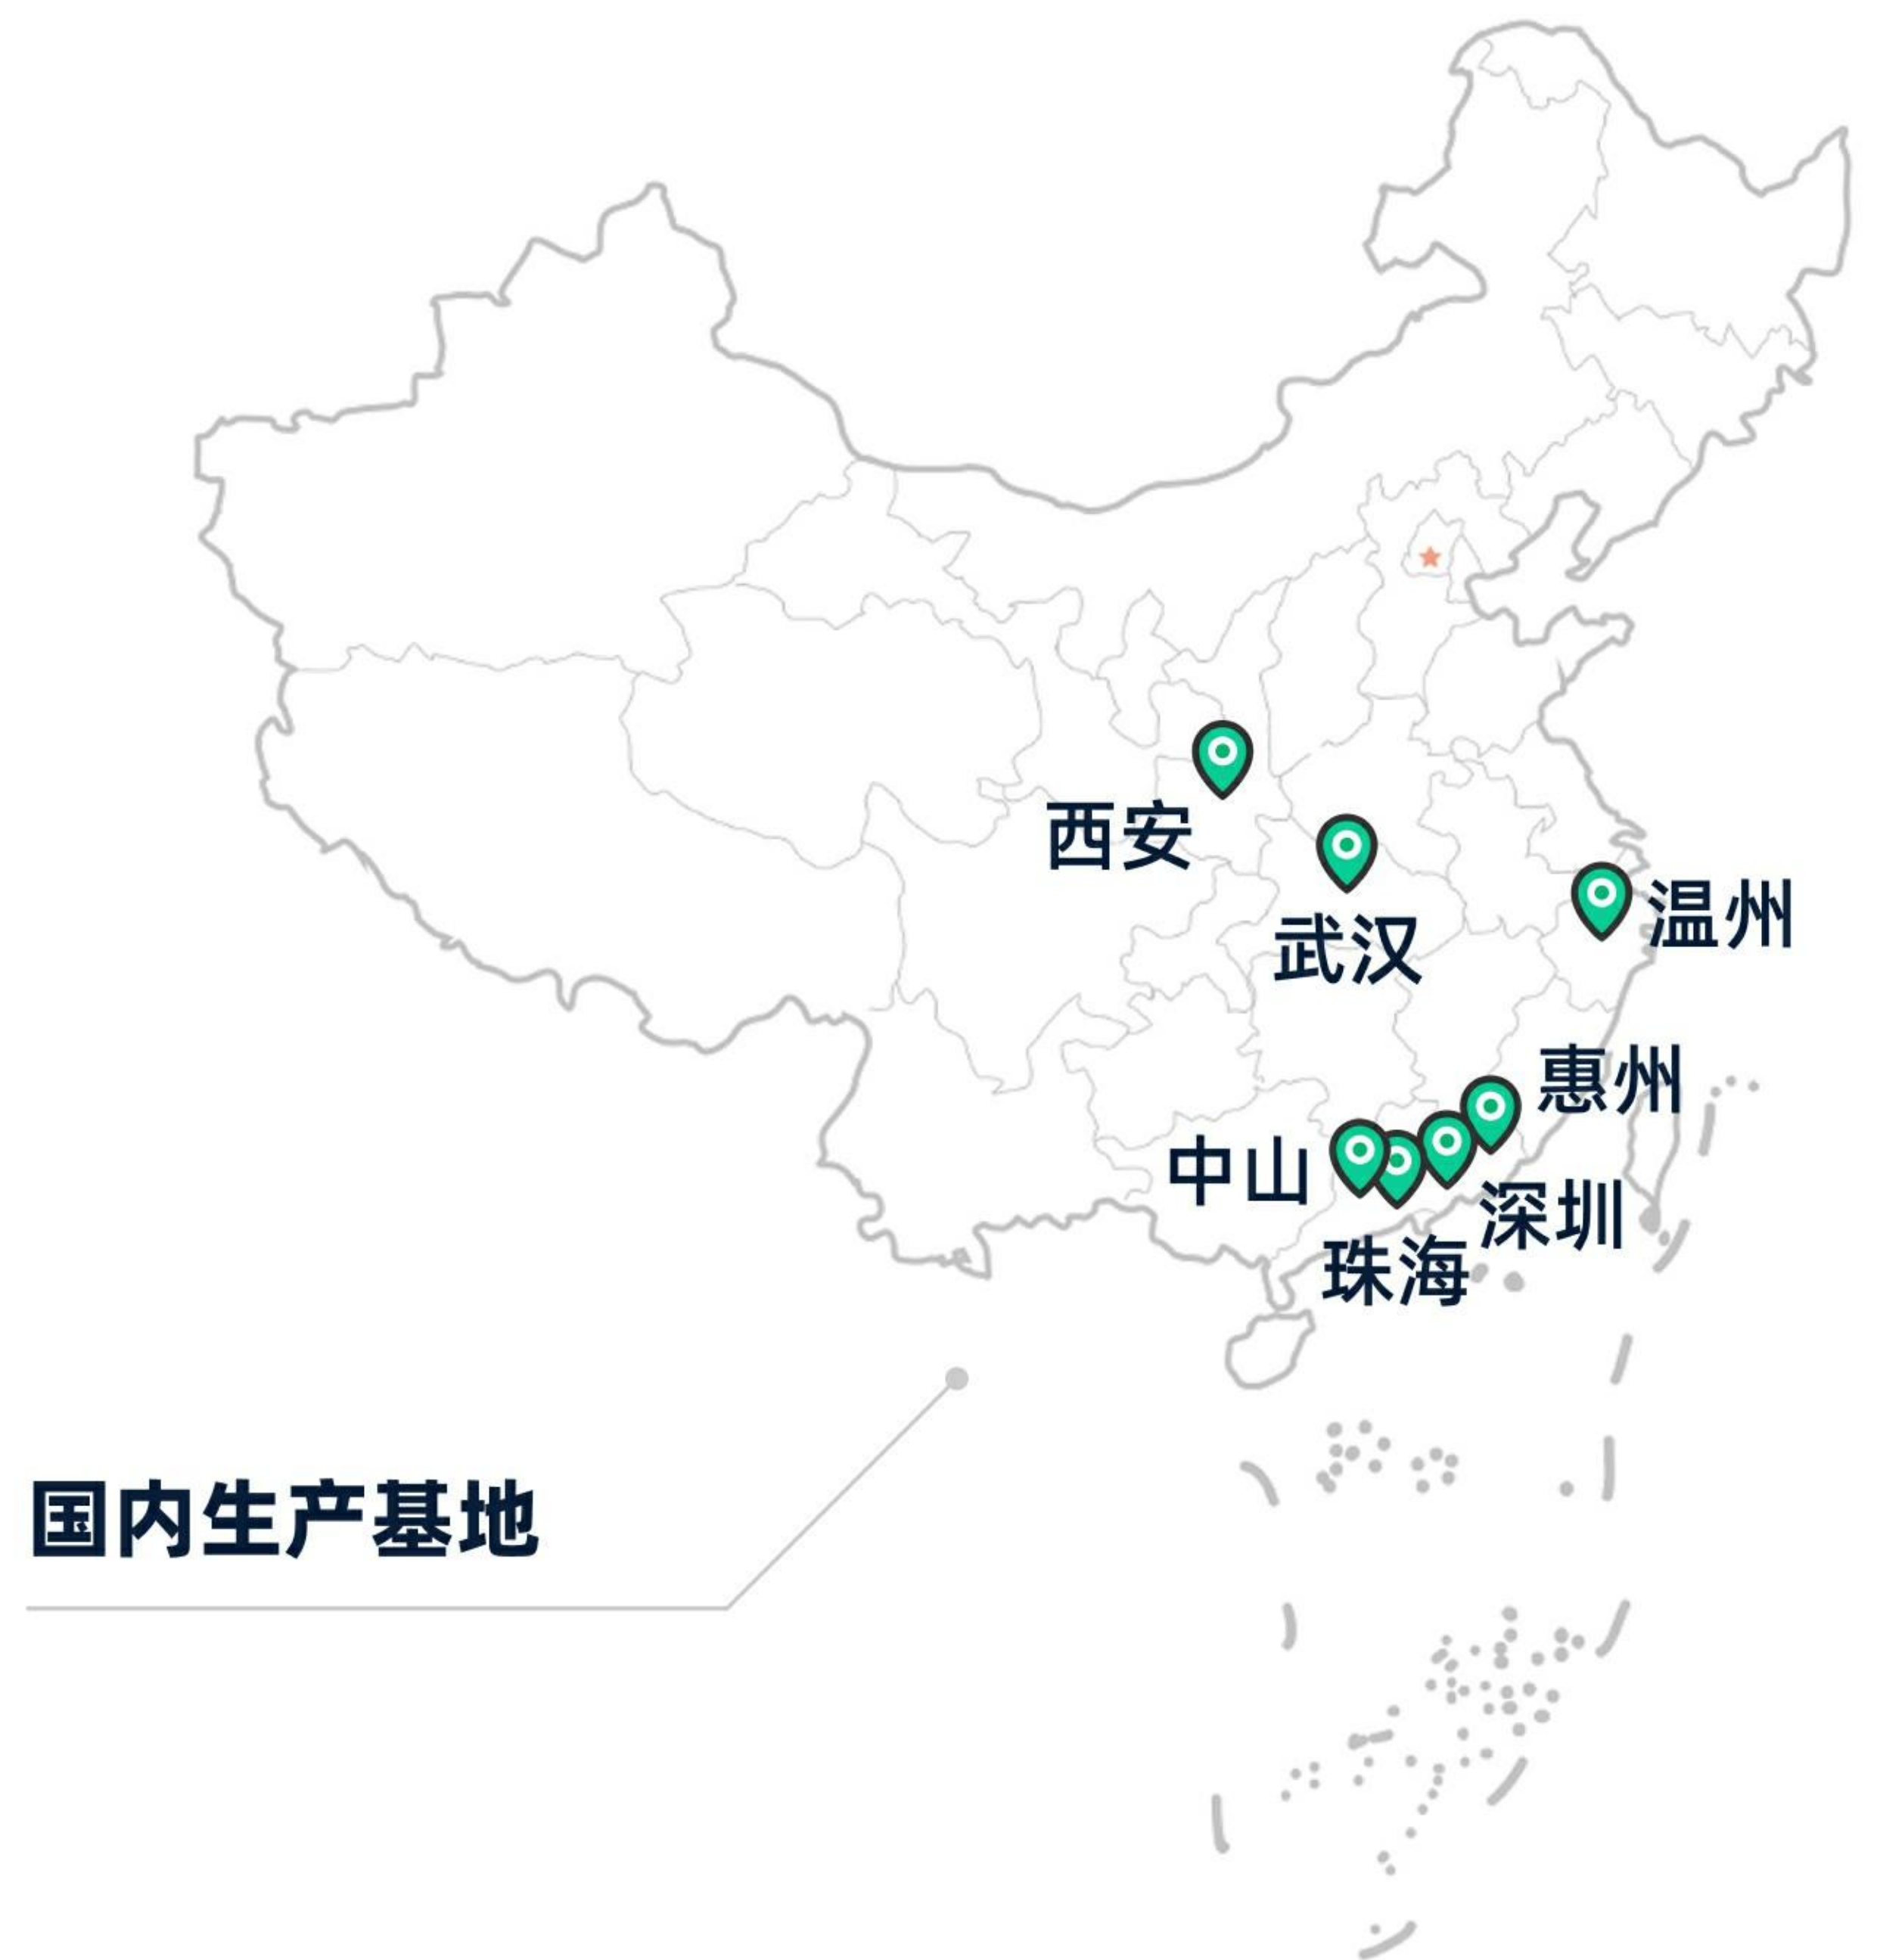 西安
武汉
温州
惠州
中山
深圳
珠海
国内生产基地